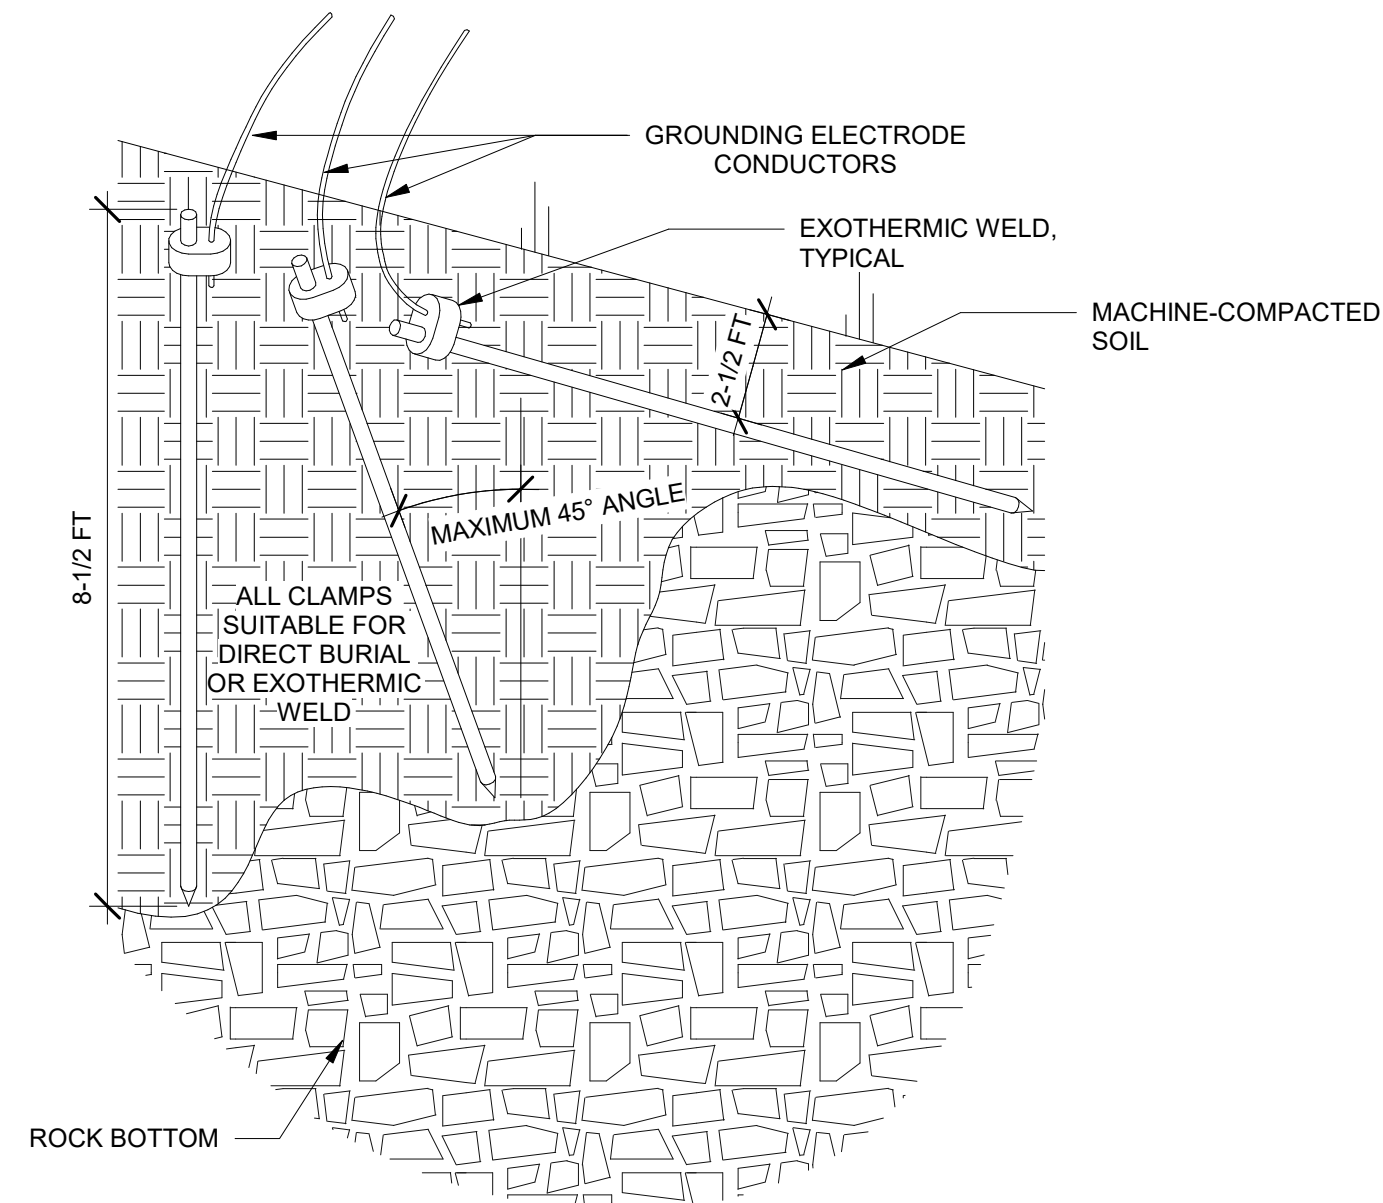 GROUNDING ELECTRODE
CONDUCTORS
EXOTHERMIC WELD,
TYPICAL
MACHINE-COMPACTED
SOIL
2-1/2 FT
MAXIMUM 45° ANGLE
8-1/2 FT
ALL CLAMPS
SUITABLE FOR
DIRECT BURIAL
OR EXOTHERMIC
WELD
ROCK BOTTOM